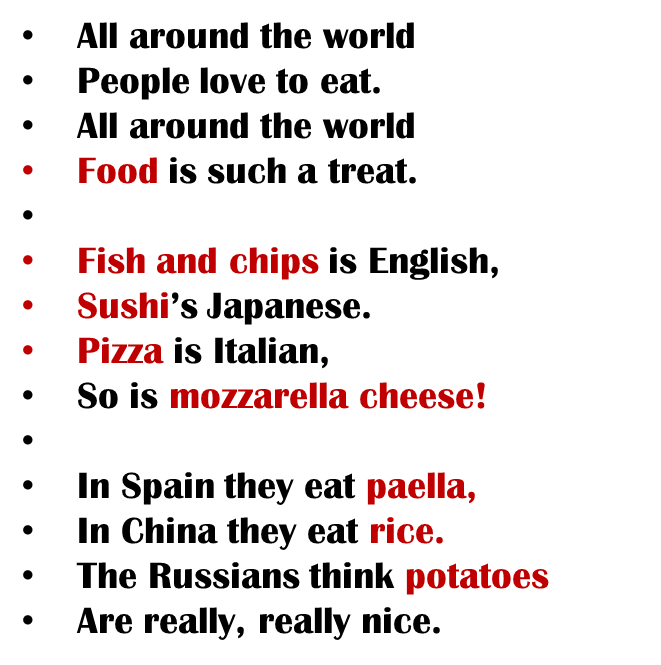 • All around the world
• People love to eat.
• All around the world
• Food is such a treat.
•
• Fish and chips is English,
• Sushi’s Japanese.
• Pizza is Italian,
• So is mozzarella cheese!
•
• In Spain they eat paella,
• In China they eat rice.
• The Russians think potatoes
• Are really, really nice.